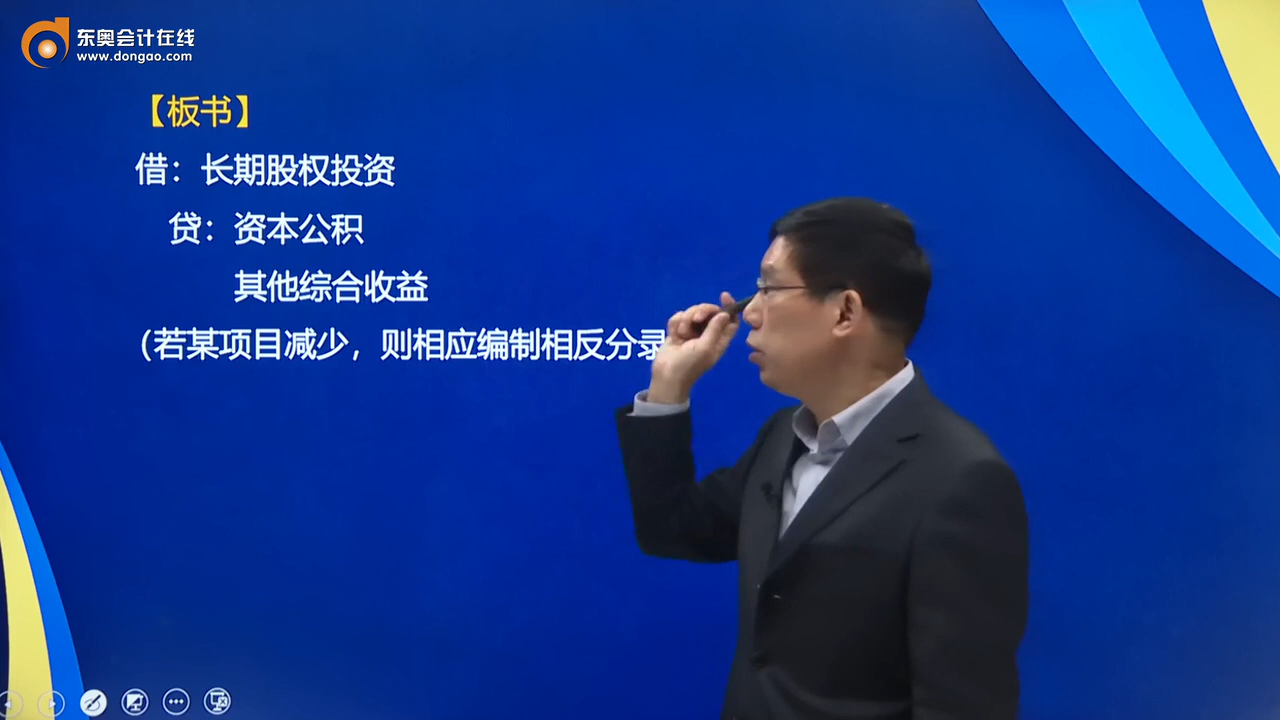 东奥会计在线
www.dongao.com
【板书】
借：长期股权投资
贷：资本公积
其他综合收益
（若某项目减少，则相应编制相反分录